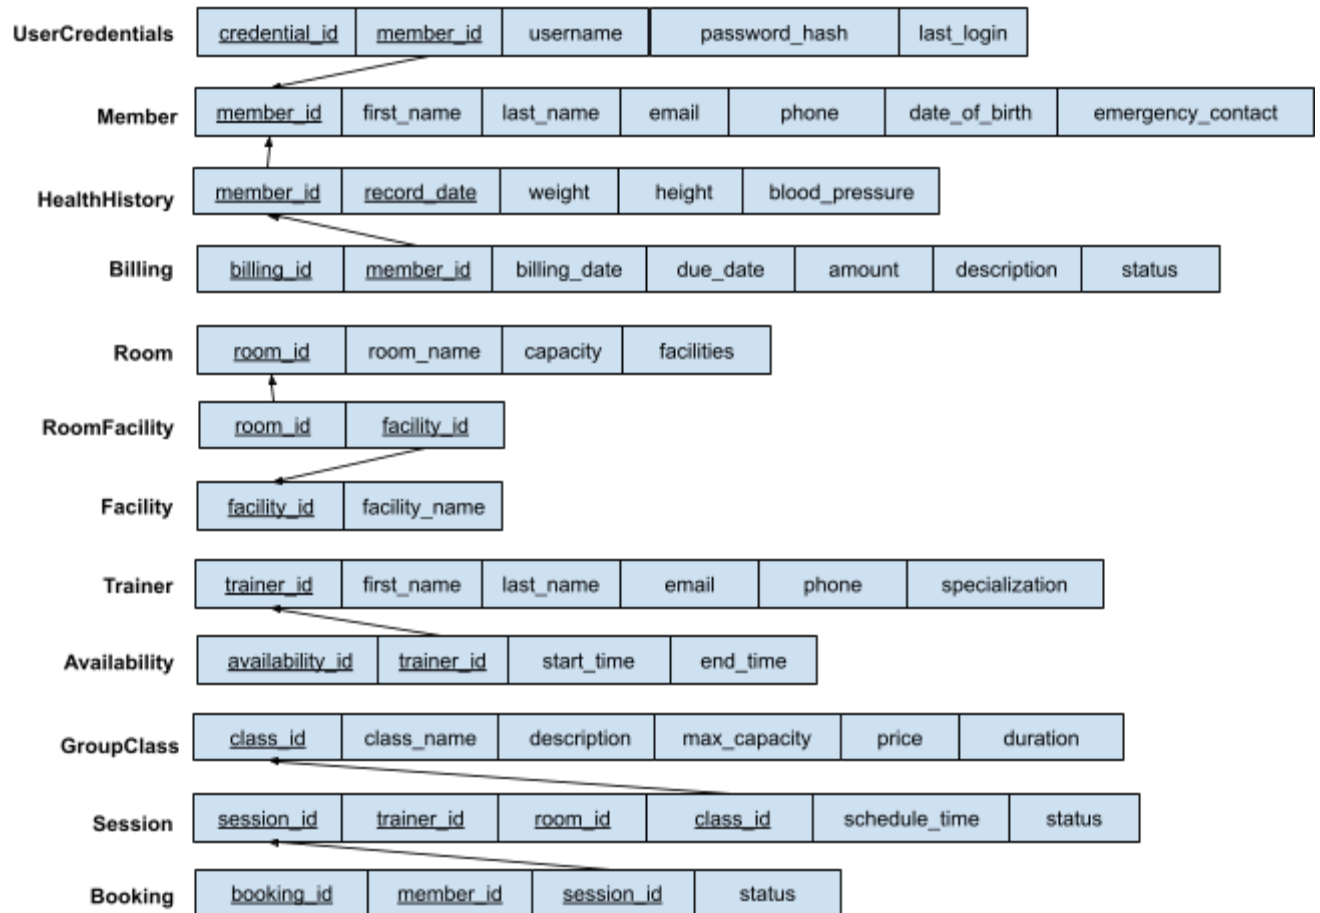 UserCredentials credential_id member_id username password_hash last_login
Member member_id first_name last_name email phone date_of_birth emergency_contact
HealthHistory member_id record_date weight height blood_pressure
Billing billing_id member_id billing_date due_date amount description status
Room room_id room_name capacity facilities
RoomFacility room_id facility_id
Facility facility_id facility_name
Trainer trainer_id first_name last_name email phone specialization
Availability availability_id trainer_id start_time end_time
GroupClass class_id class_name description max_capacity price duration
Session session_id trainer_id room_id class_id schedule_time status
Booking booking_id member_id session_id status